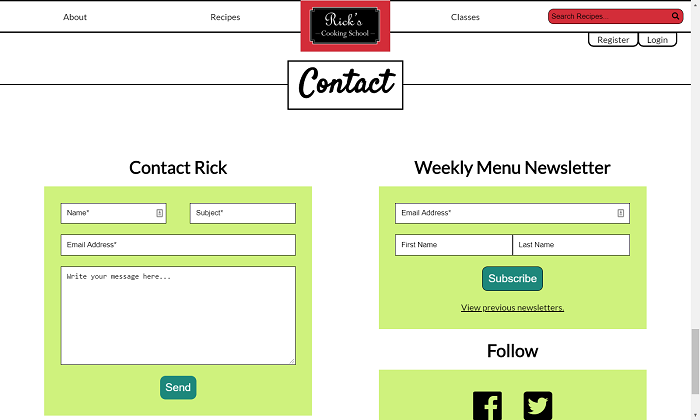 About
Recipes
Rick's
Cooking School
Classes
Search Recipes...
Register
Login
Contact
Contact Rick
Name*
Subject*
Email Address*
Write your message here...
Send
Weekly Menu Newsletter
Email Address*
First Name
Last Name
Subscribe
View previous newsletters.
Follow